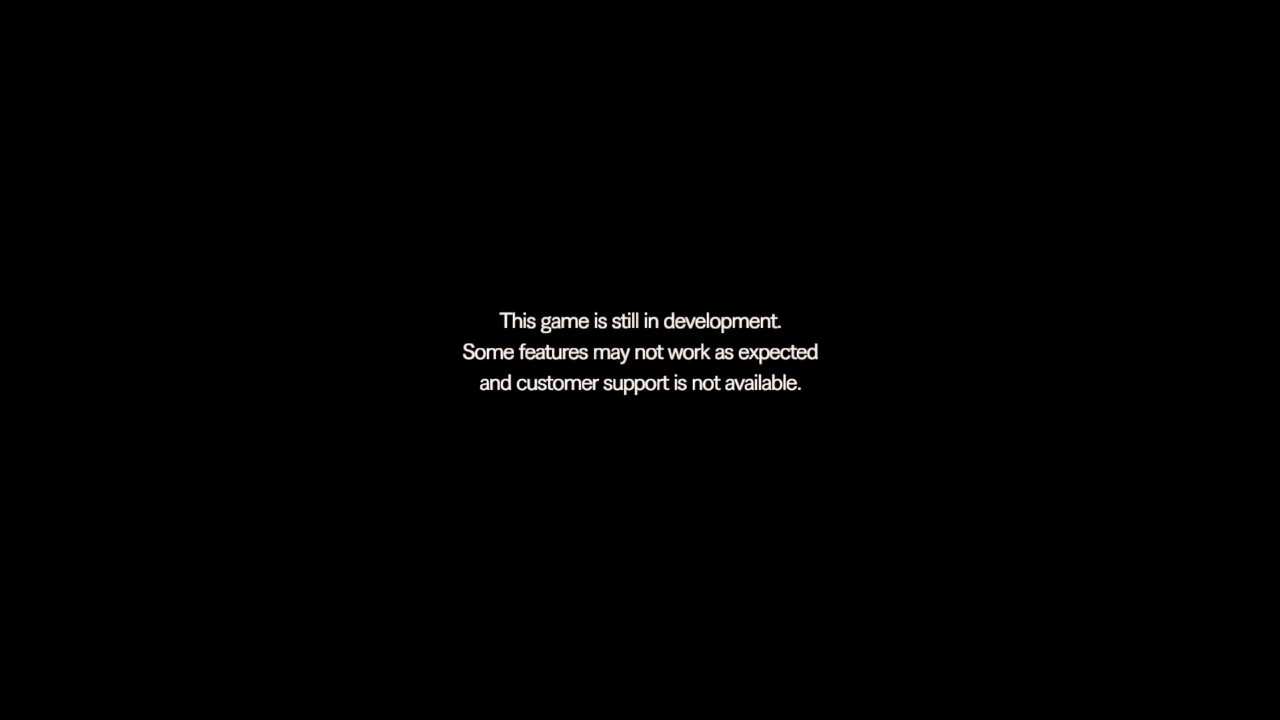 This game is still in development.
Some features may not work as expected
and customer support is not available.